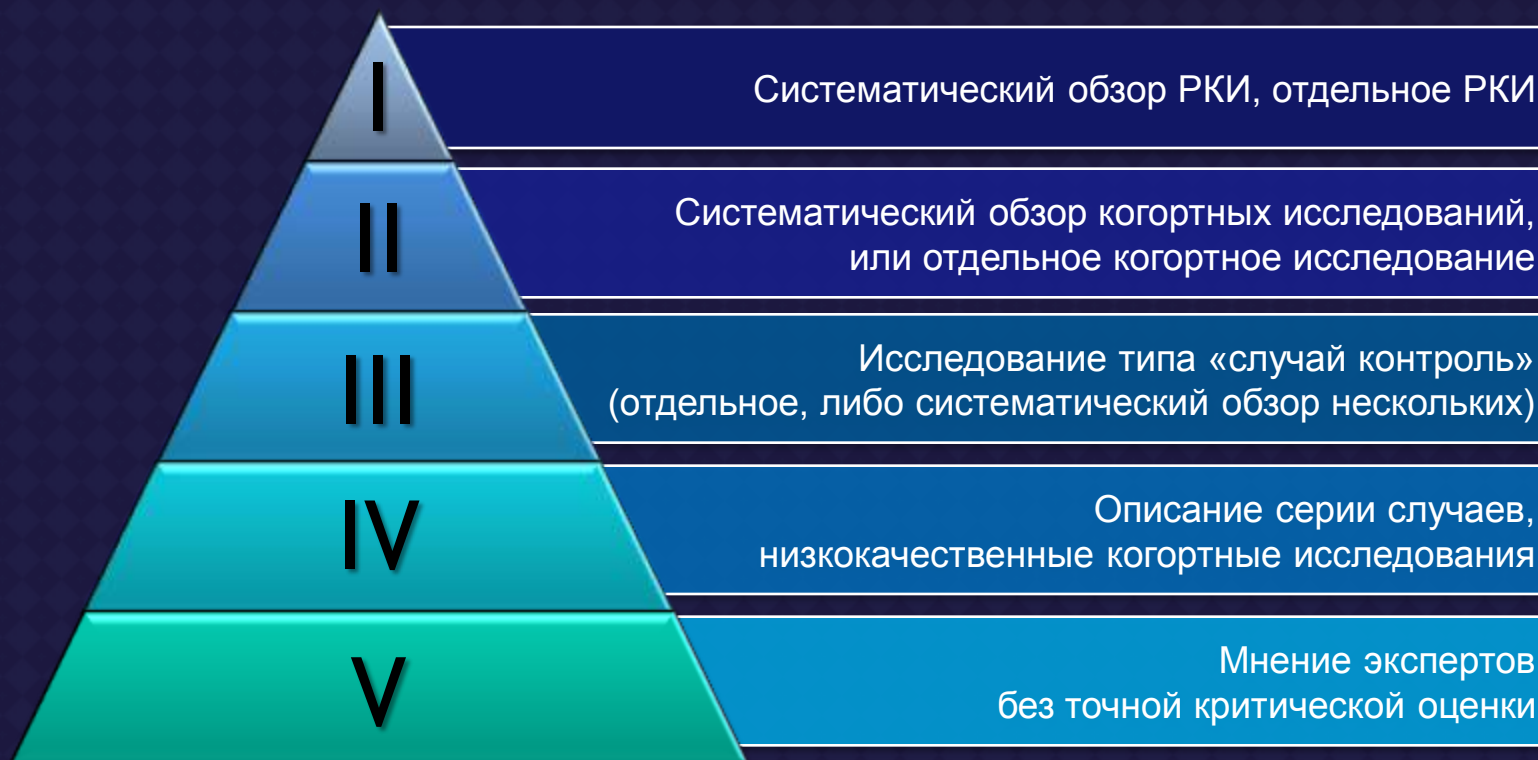 I
Систематический обзор РКИ, отдельное РКИ
II
Систематический обзор когортных исследований,
или отдельное когортное исследование
III
Исследование типа «случай контроль»
(отдельное, либо систематический обзор нескольких)
IV
Описание серии случаев,
низкокачественные когортные исследования
V
Мнение экспертов
без точной критической оценки